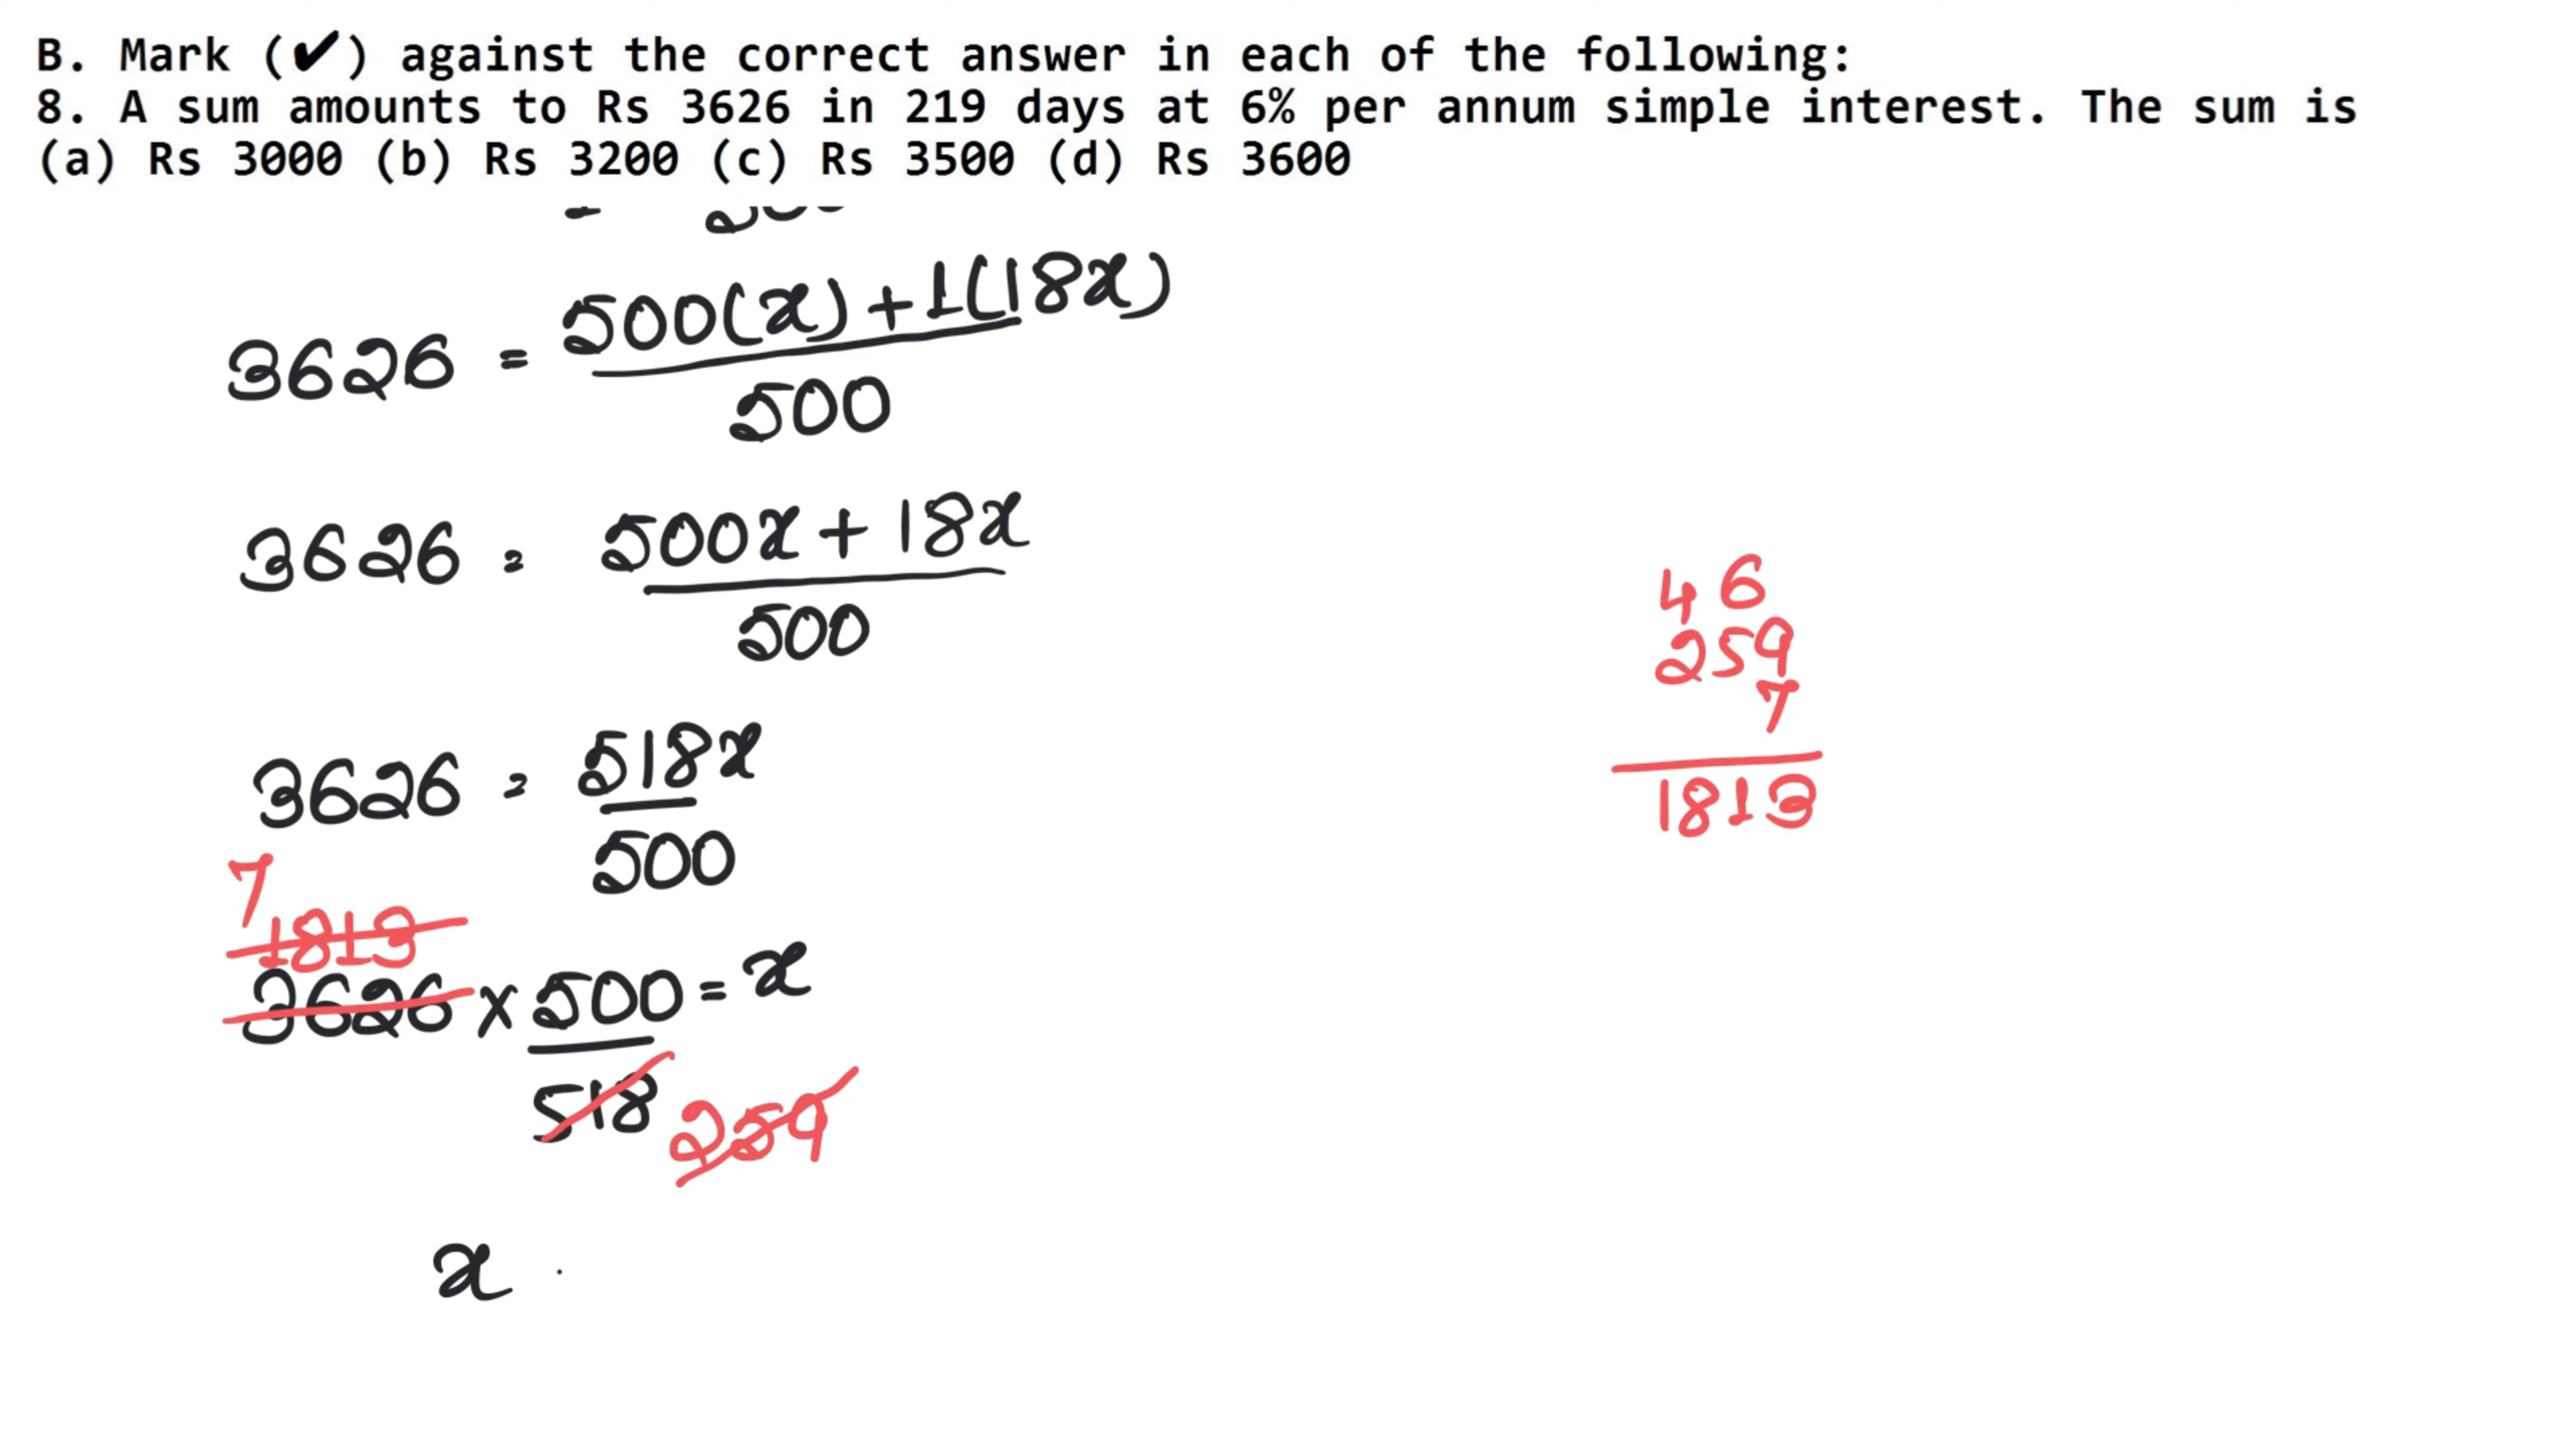 B. Mark (✔) against the correct answer in each of the following:
8. A sum amounts to Rs 3626 in 219 days at 6% per annum simple interest. The sum is
(a) Rs 3000 (b) Rs 3200 (c) Rs 3500 (d) Rs 3600
3626 = 500(x) + 1(18x)
500
3626 = 500x + 18x
500
3626 = 518x
500
7
1813
3626 × 500 = x
518 259
x
4 6
259
7
1813